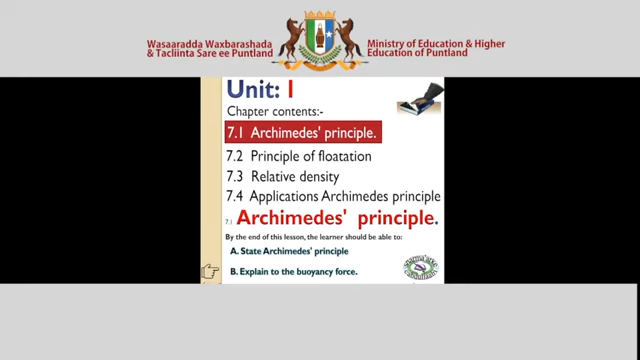 Wasaaradda Waxbarashada
& Tacliinta Sare ee Puntland
Ministry of Education & Higher
Education of Puntland
Unit: 1
Chapter contents:-
7.1 Archimedes' principle.
7.2 Principle of floatation
7.3 Relative density
7.4 Applications Archimedes principle
7.1 Archimedes' principle.
By the end of this lesson, the learner should be able to:
A. State Archimedes' principle
B. Explain to the buoyancy force.